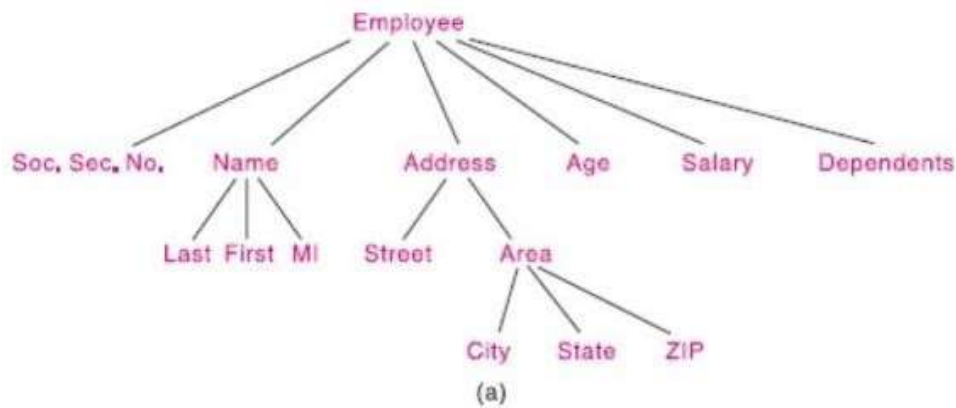 Employee
Soc. Sec. No. Name Address Age Salary Dependents
Last First MI Street Area
City State ZIP
(a)